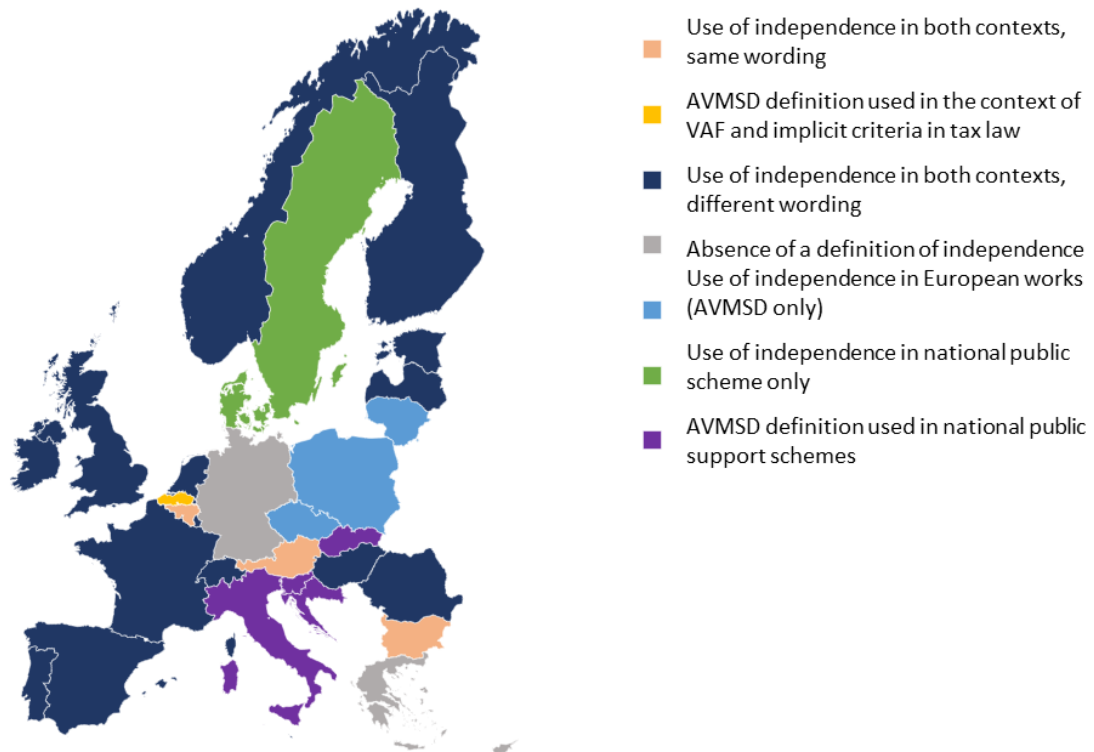 Use of independence in both contexts,
same wording
AVMSD definition used in the context of
VAF and implicit criteria in tax law
Use of independence in both contexts,
different wording
Absence of a definition of independence
Use of independence in European works
(AVMSD only)
Use of independence in national public
scheme only
AVMSD definition used in national public
support schemes